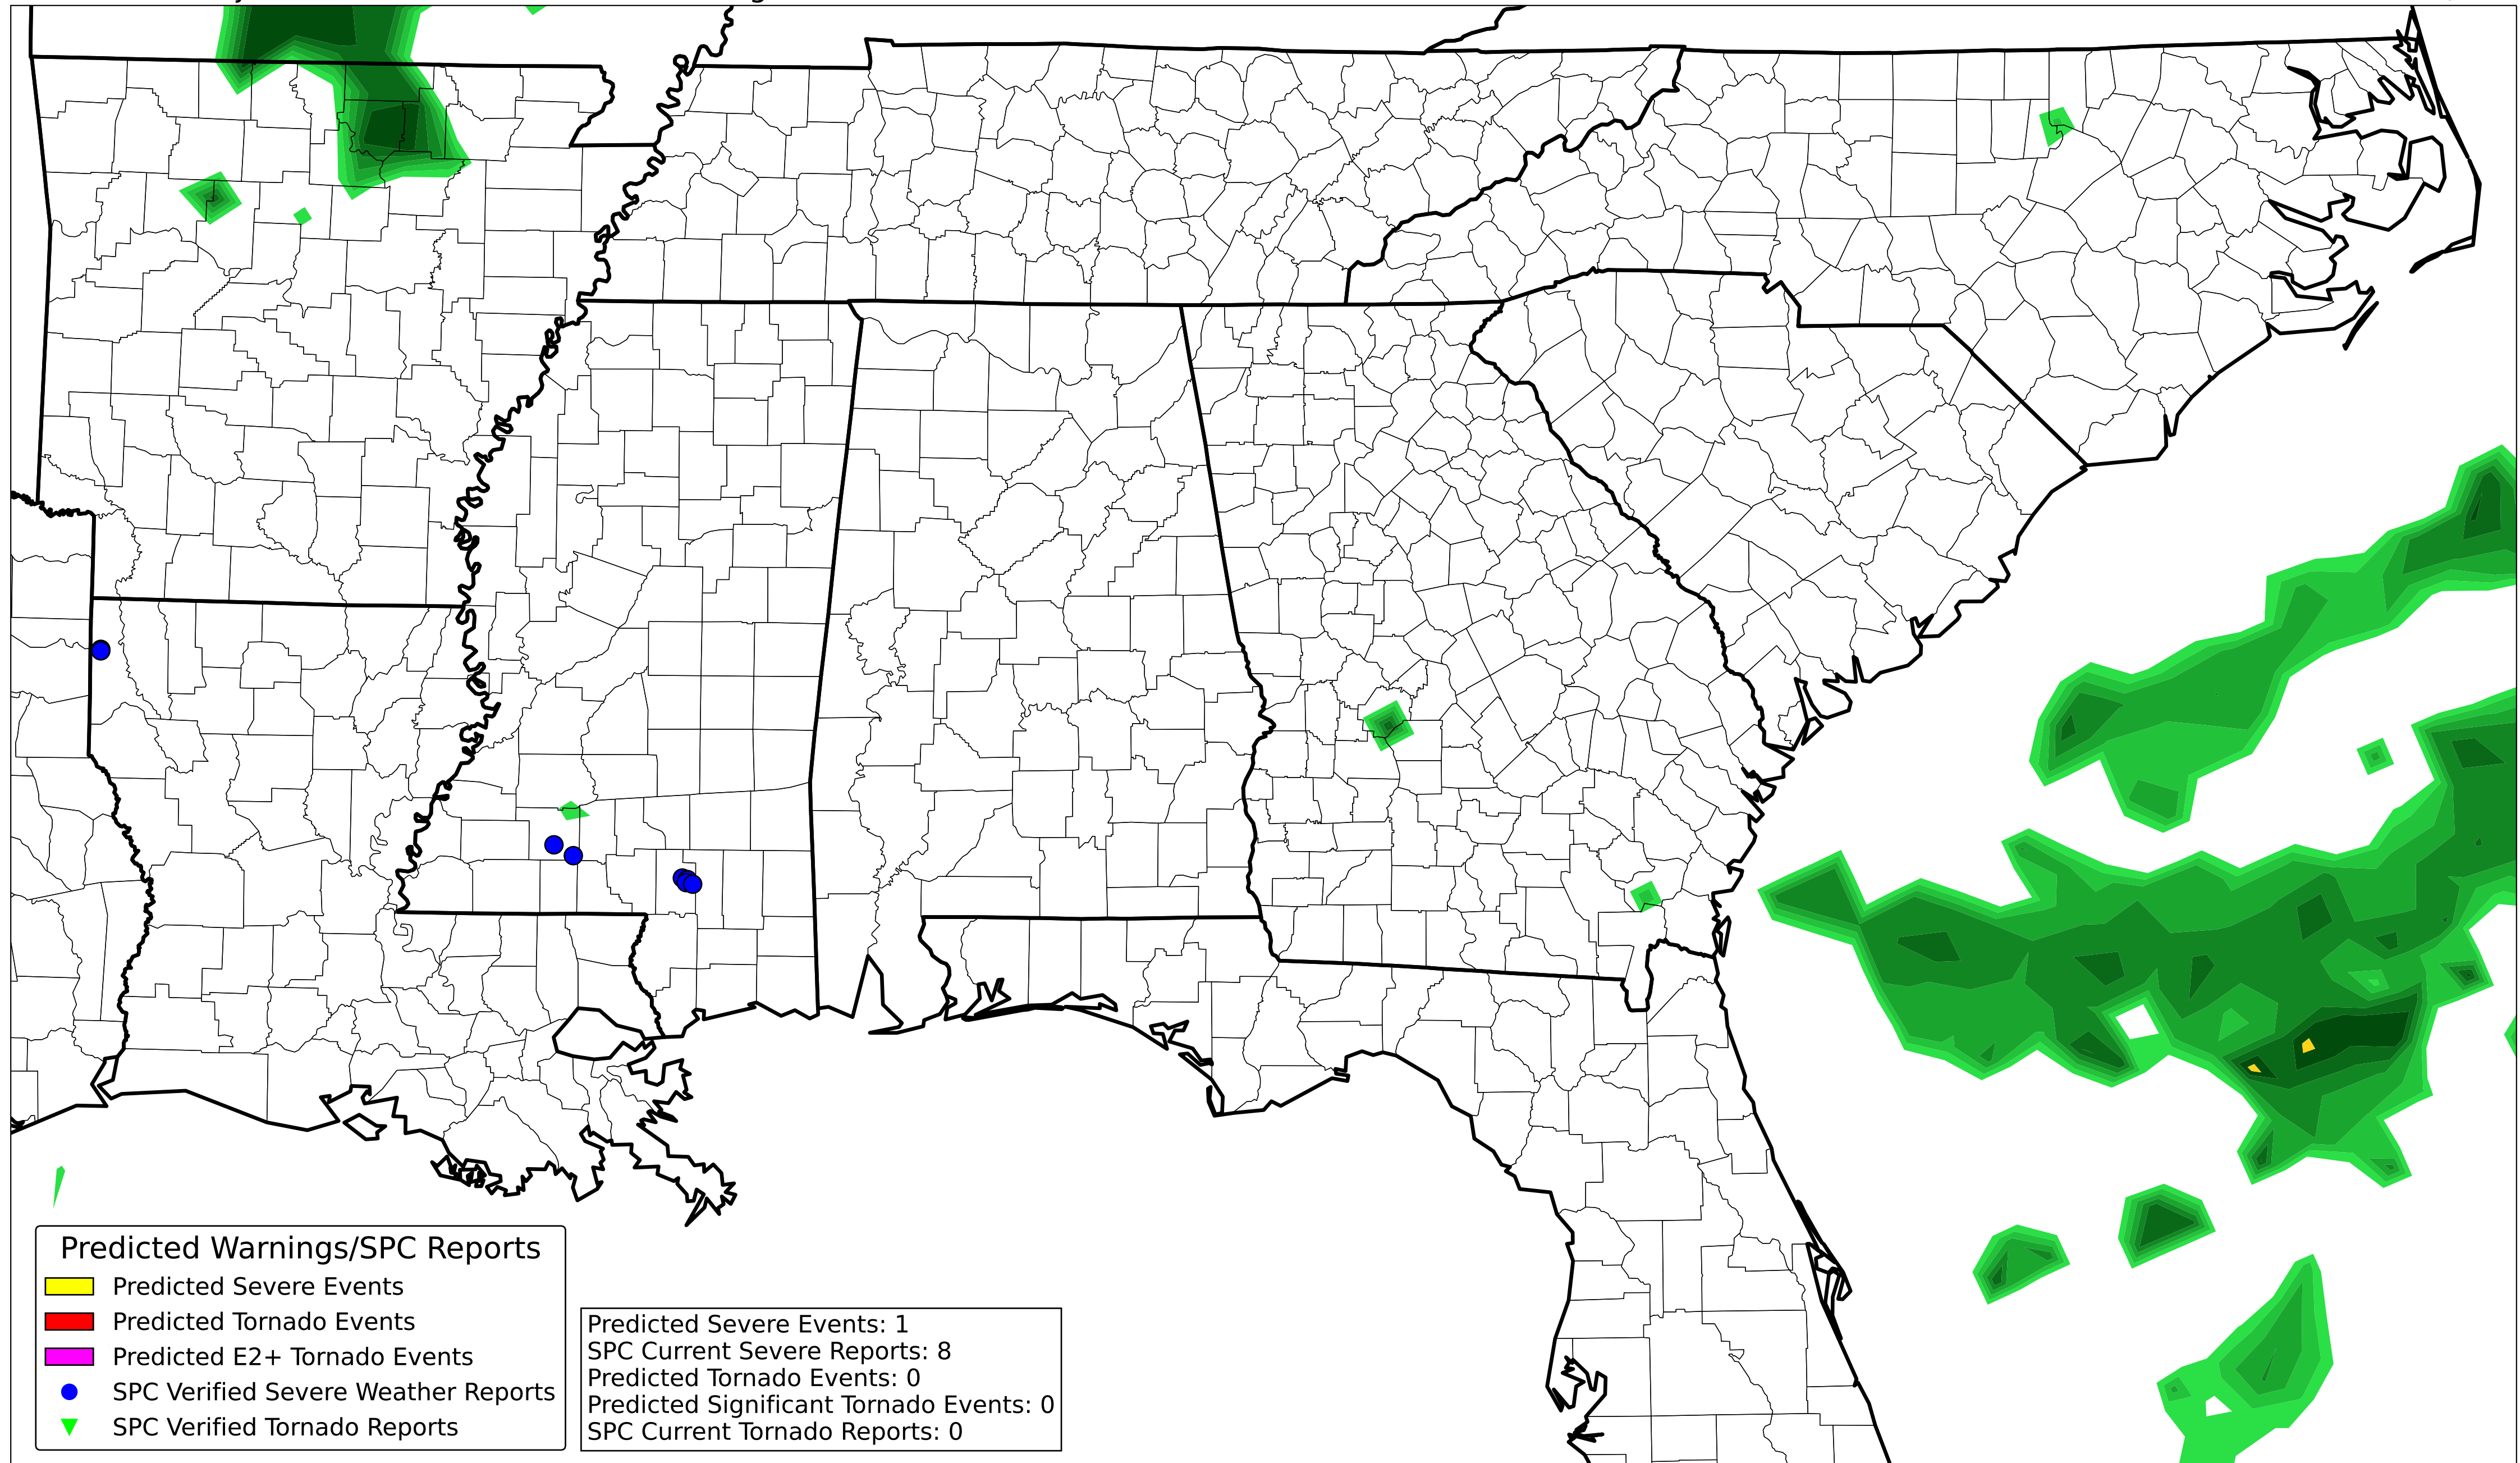 Predicted Warnings/SPC Reports
Predicted Severe Events
Predicted Tornado Events
Predicted E2+ Tornado Events
SPC Verified Severe Weather Reports
SPC Verified Tornado Reports
Predicted Severe Events: 1
SPC Current Severe Reports: 8
Predicted Tornado Events: 0
Predicted Significant Tornado Events: 0
SPC Current Tornado Reports: 0